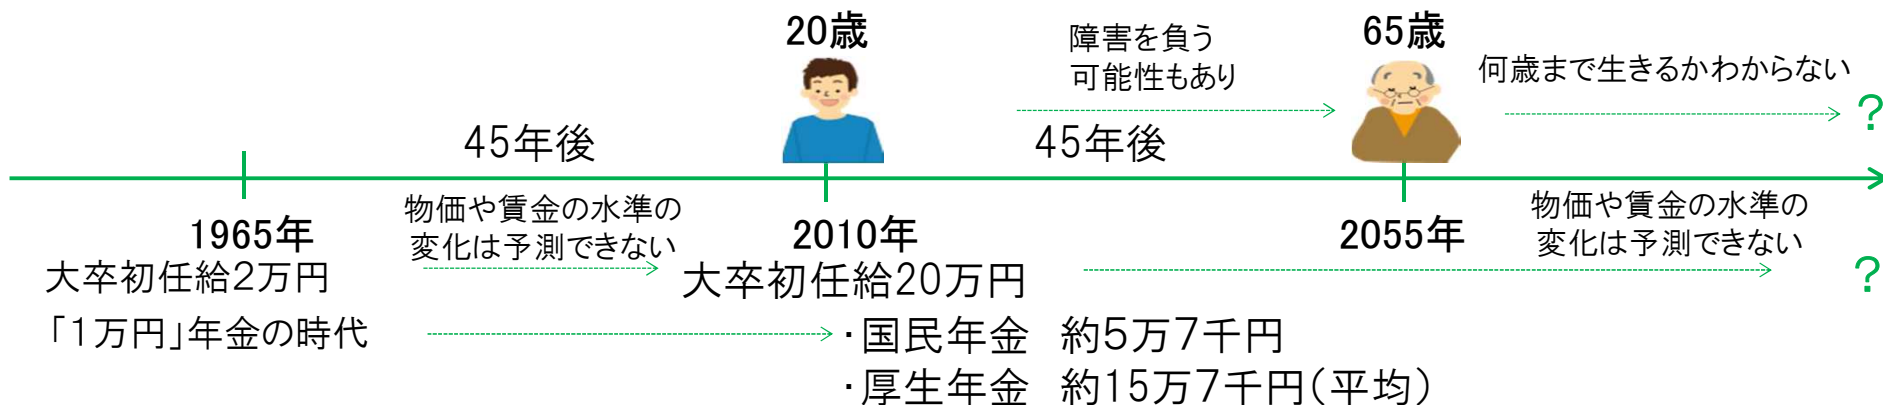 20歳
障害を負う
可能性もあり
65歳
何歳まで生きるかわからない
?
45年後
45年後
1965年
物価や賃金の水準の
変化は予測できない
2010年
2055年
物価や賃金の水準の
変化は予測できない
大卒初任給2万円
大卒初任給20万円
?
「1万円」年金の時代
・国民年金 約5万7千円
・厚生年金 約15万7千円(平均)